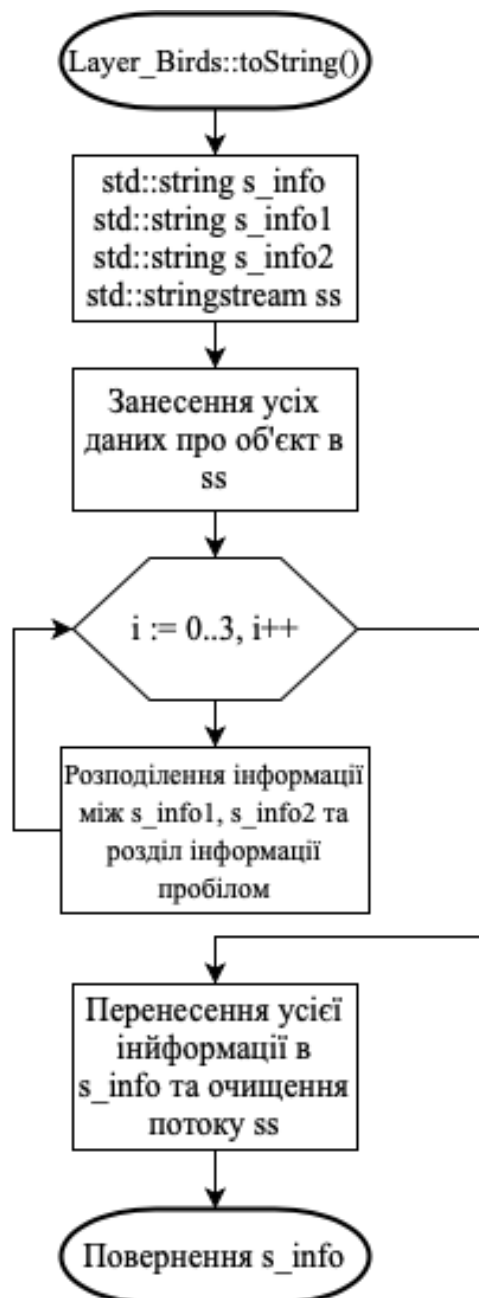 Layer_Birds::toString()
std::string s_info
std::string s_info1
std::string s_info2
std::stringstream ss
Занесення усіх
даних про об'єкт в
ss
i := 0..3, i++
Розподілення інформації
між s_info1, s_info2 та
розділ інформації
пробілом
Перенесення усієї
інйформації в
s_info та очищення
потоку ss
Повернення s_info